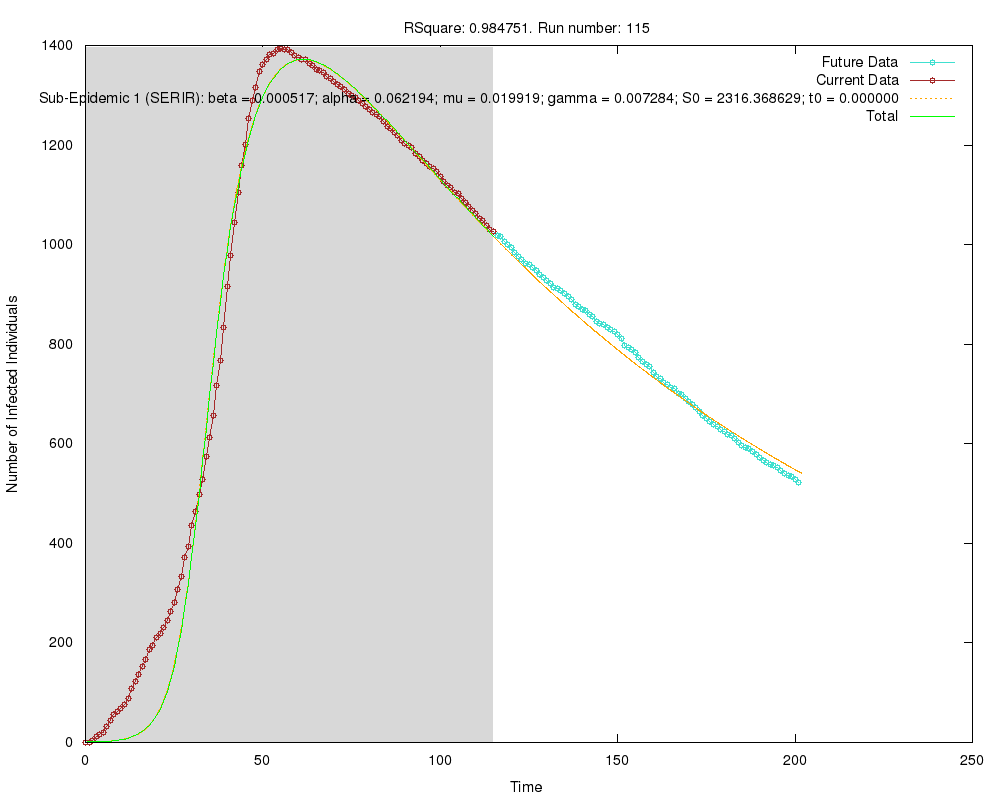 RSquare: 0.984751. Run number: 115
Future Data
Current Data
Sub-Epidemic 1 (SERIR): beta = 0.000517; alpha = 0.062194; mu = 0.019919; gamma = 0.007284; S0 = 2316.368629; t0 = 0.000000
Total
1400
1200
1000
800
600
400
200
0
Number of Infected Individuals
0 50 100 150 200 250
Time